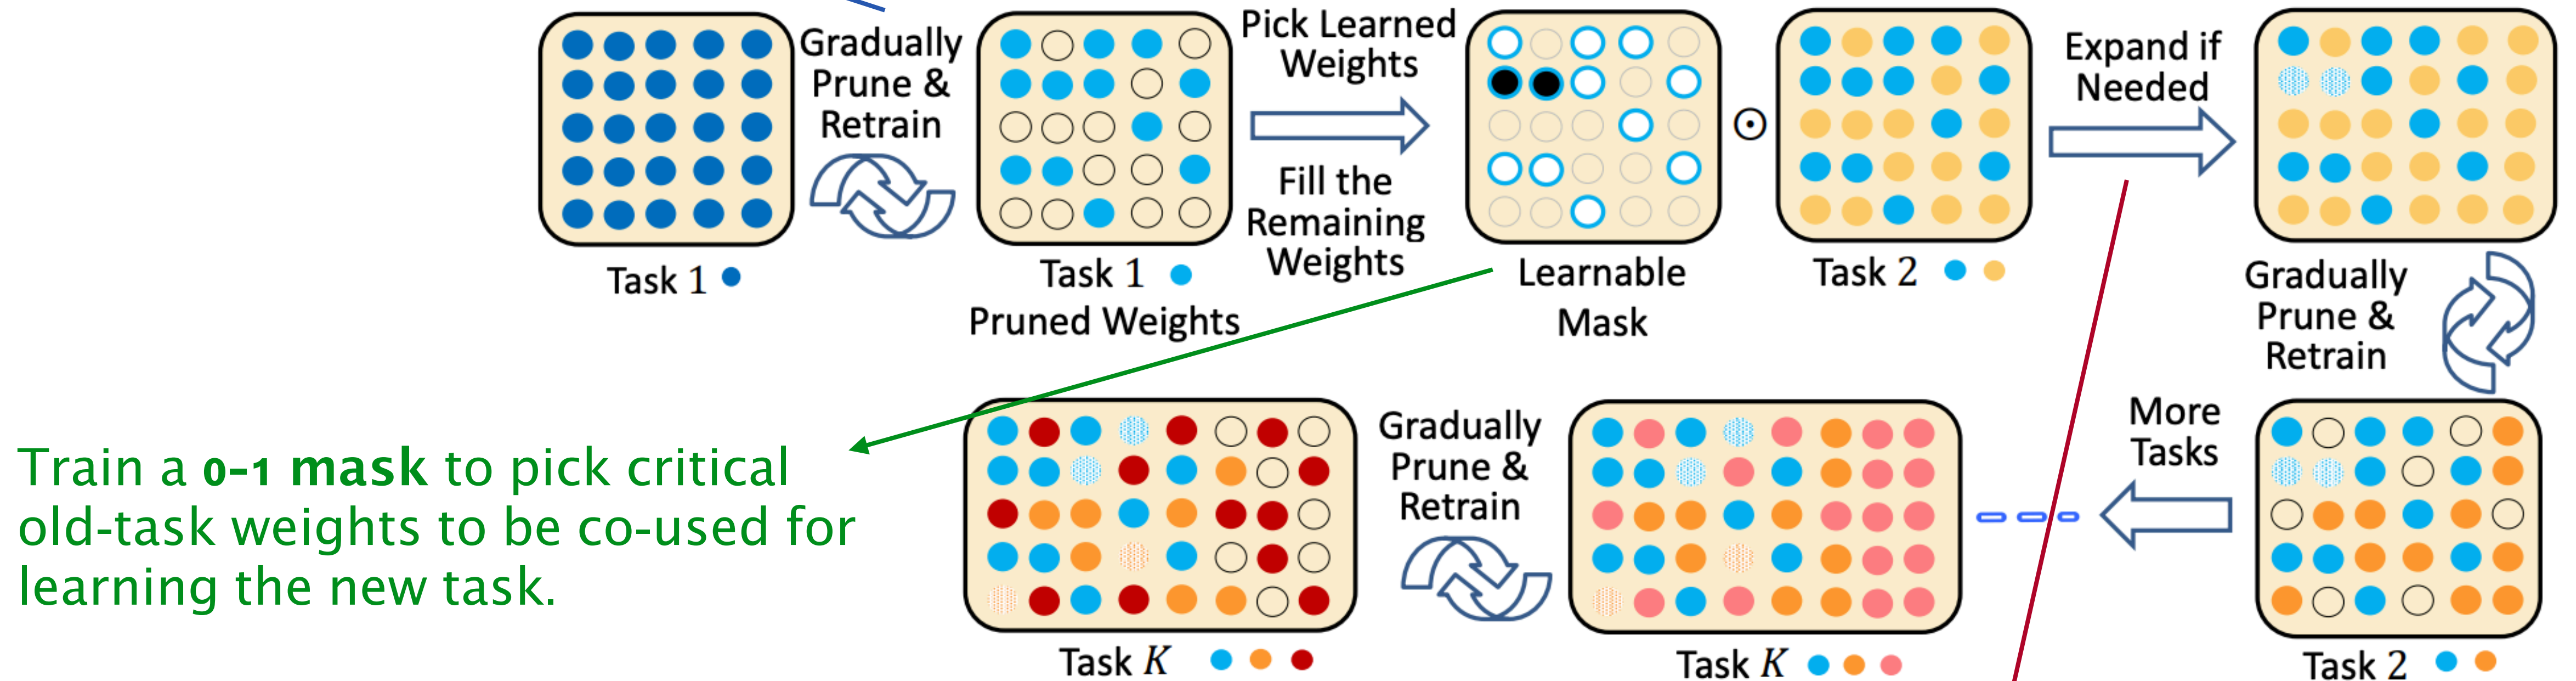 Gradually
Prune &
Retrain
Pick Learned
Weights
Fill the
Remaining
Weights
⊙
Expand if
Needed
Task 1
Task 1
Pruned Weights
Learnable
Mask
Task 2
Gradually
Prune &
Retrain
More
Tasks
Task 2
Gradually
Prune &
Retrain
Task K
Task K
Train a 0-1 mask to pick critical
old-task weights to be co-used for
learning the new task.